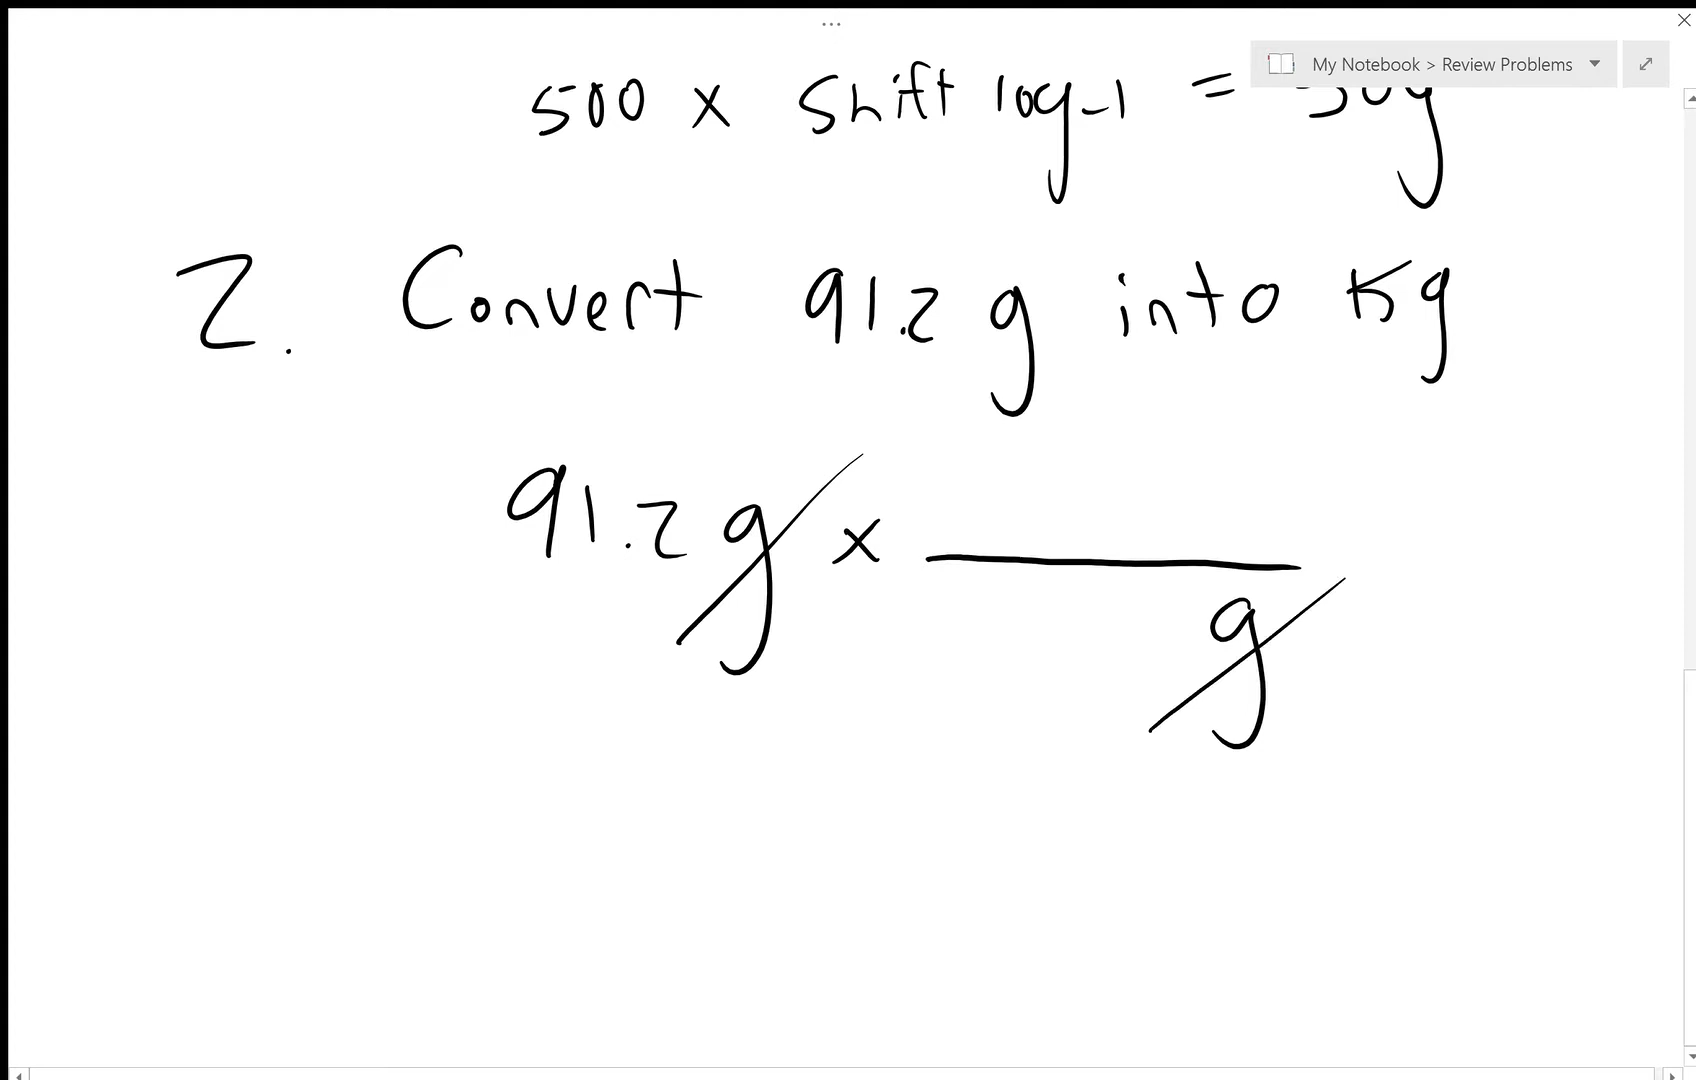 My Notebook > Review Problems
500 x shift log-1 =
2. Convert 91.2 g into Kg
91.2 g x
g